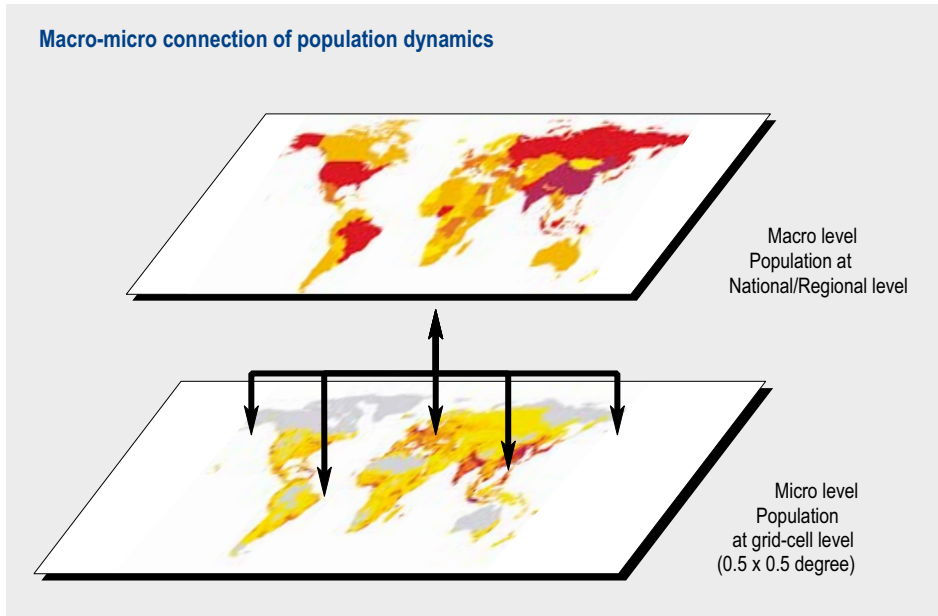 Macro-micro connection of population dynamics
Macro level
Population at
National/Regional level
Micro level
Population
at grid-cell level
(0.5 x 0.5 degree)